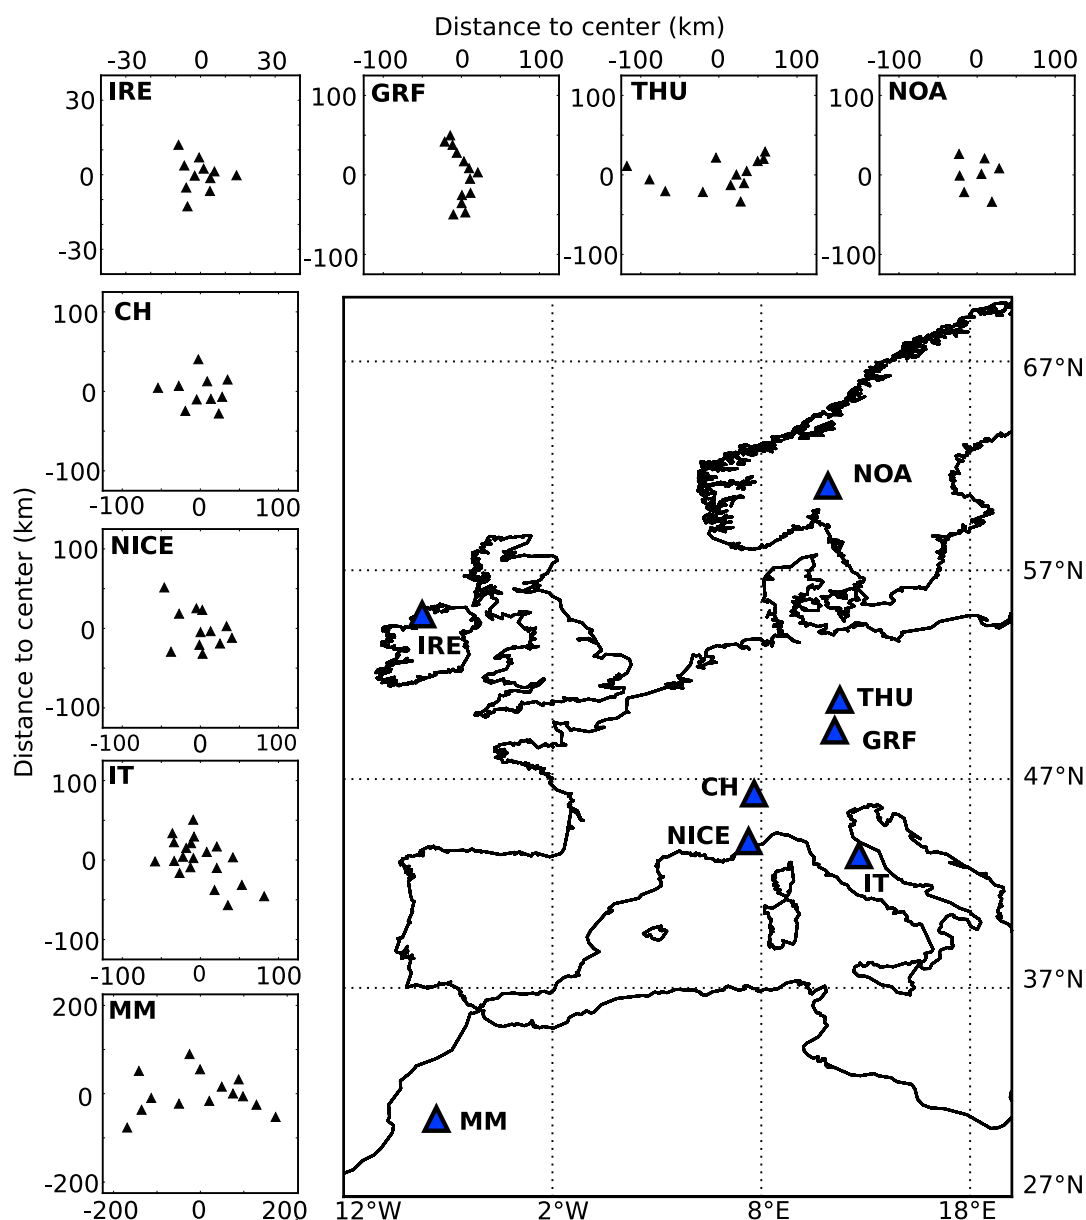 Distance to center (km)
-30 0 30
-100 0 100
-100 0 100
-100 0 100
IRE
30
0
-30
GRF
100
0
-100
THU
100
0
-100
NOA
100
0
-100
Distance to center (km)
CH
100
0
-100
-100 0 100
NICE
100
0
-100
-100 0 100
IT
100
0
-100
-100 0 100
MM
200
0
-200
-200 0 200
67°N
NOA
57°N
IRE
THU
GRF
47°N
CH
NICE
IT
37°N
MM
27°N
12°W 2°W 8°E 18°E